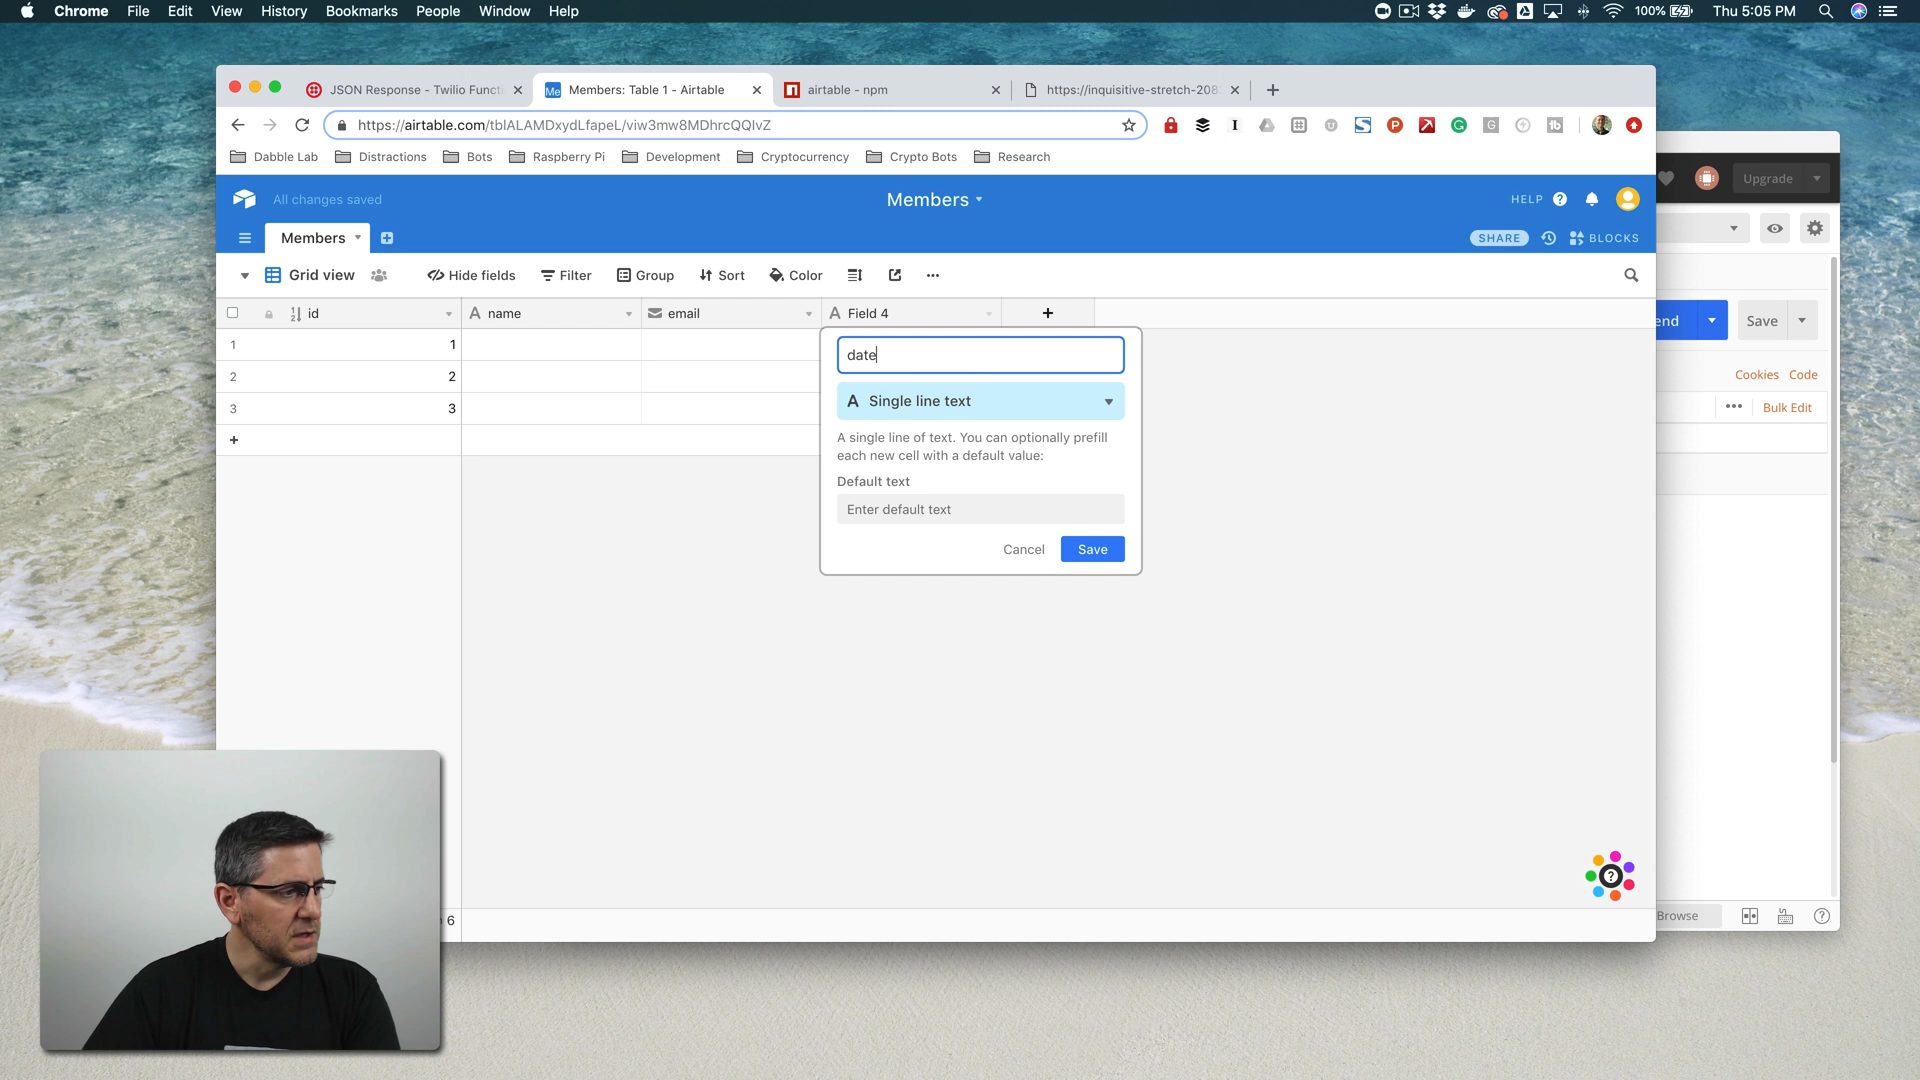 Chrome File Edit View History Bookmarks People Window Help 100% Thu 5:05 PM
JSON Response - Twilio Functi Members: Table 1 - Airtable airtable - npm https://inquisitive-stretch-208
https://airtable.com/tblALAMDxydLfapeL/viw3mw8MDhrcQQIvZ
Dabble Lab Distractions Bots Raspberry Pi Development Cryptocurrency Crypto Bots Research
All changes saved Members HELP
Upgrade
Members SHARE BLOCKS
Grid view Hide fields Filter Group Sort Color
id name email Field 4
end Save
1 1
2 2
3 3
date
Single line text
A single line of text. You can optionally prefill
each new cell with a default value:
Default text
Enter default text
Cancel Save
Cookies Code
Bulk Edit
6
Browse